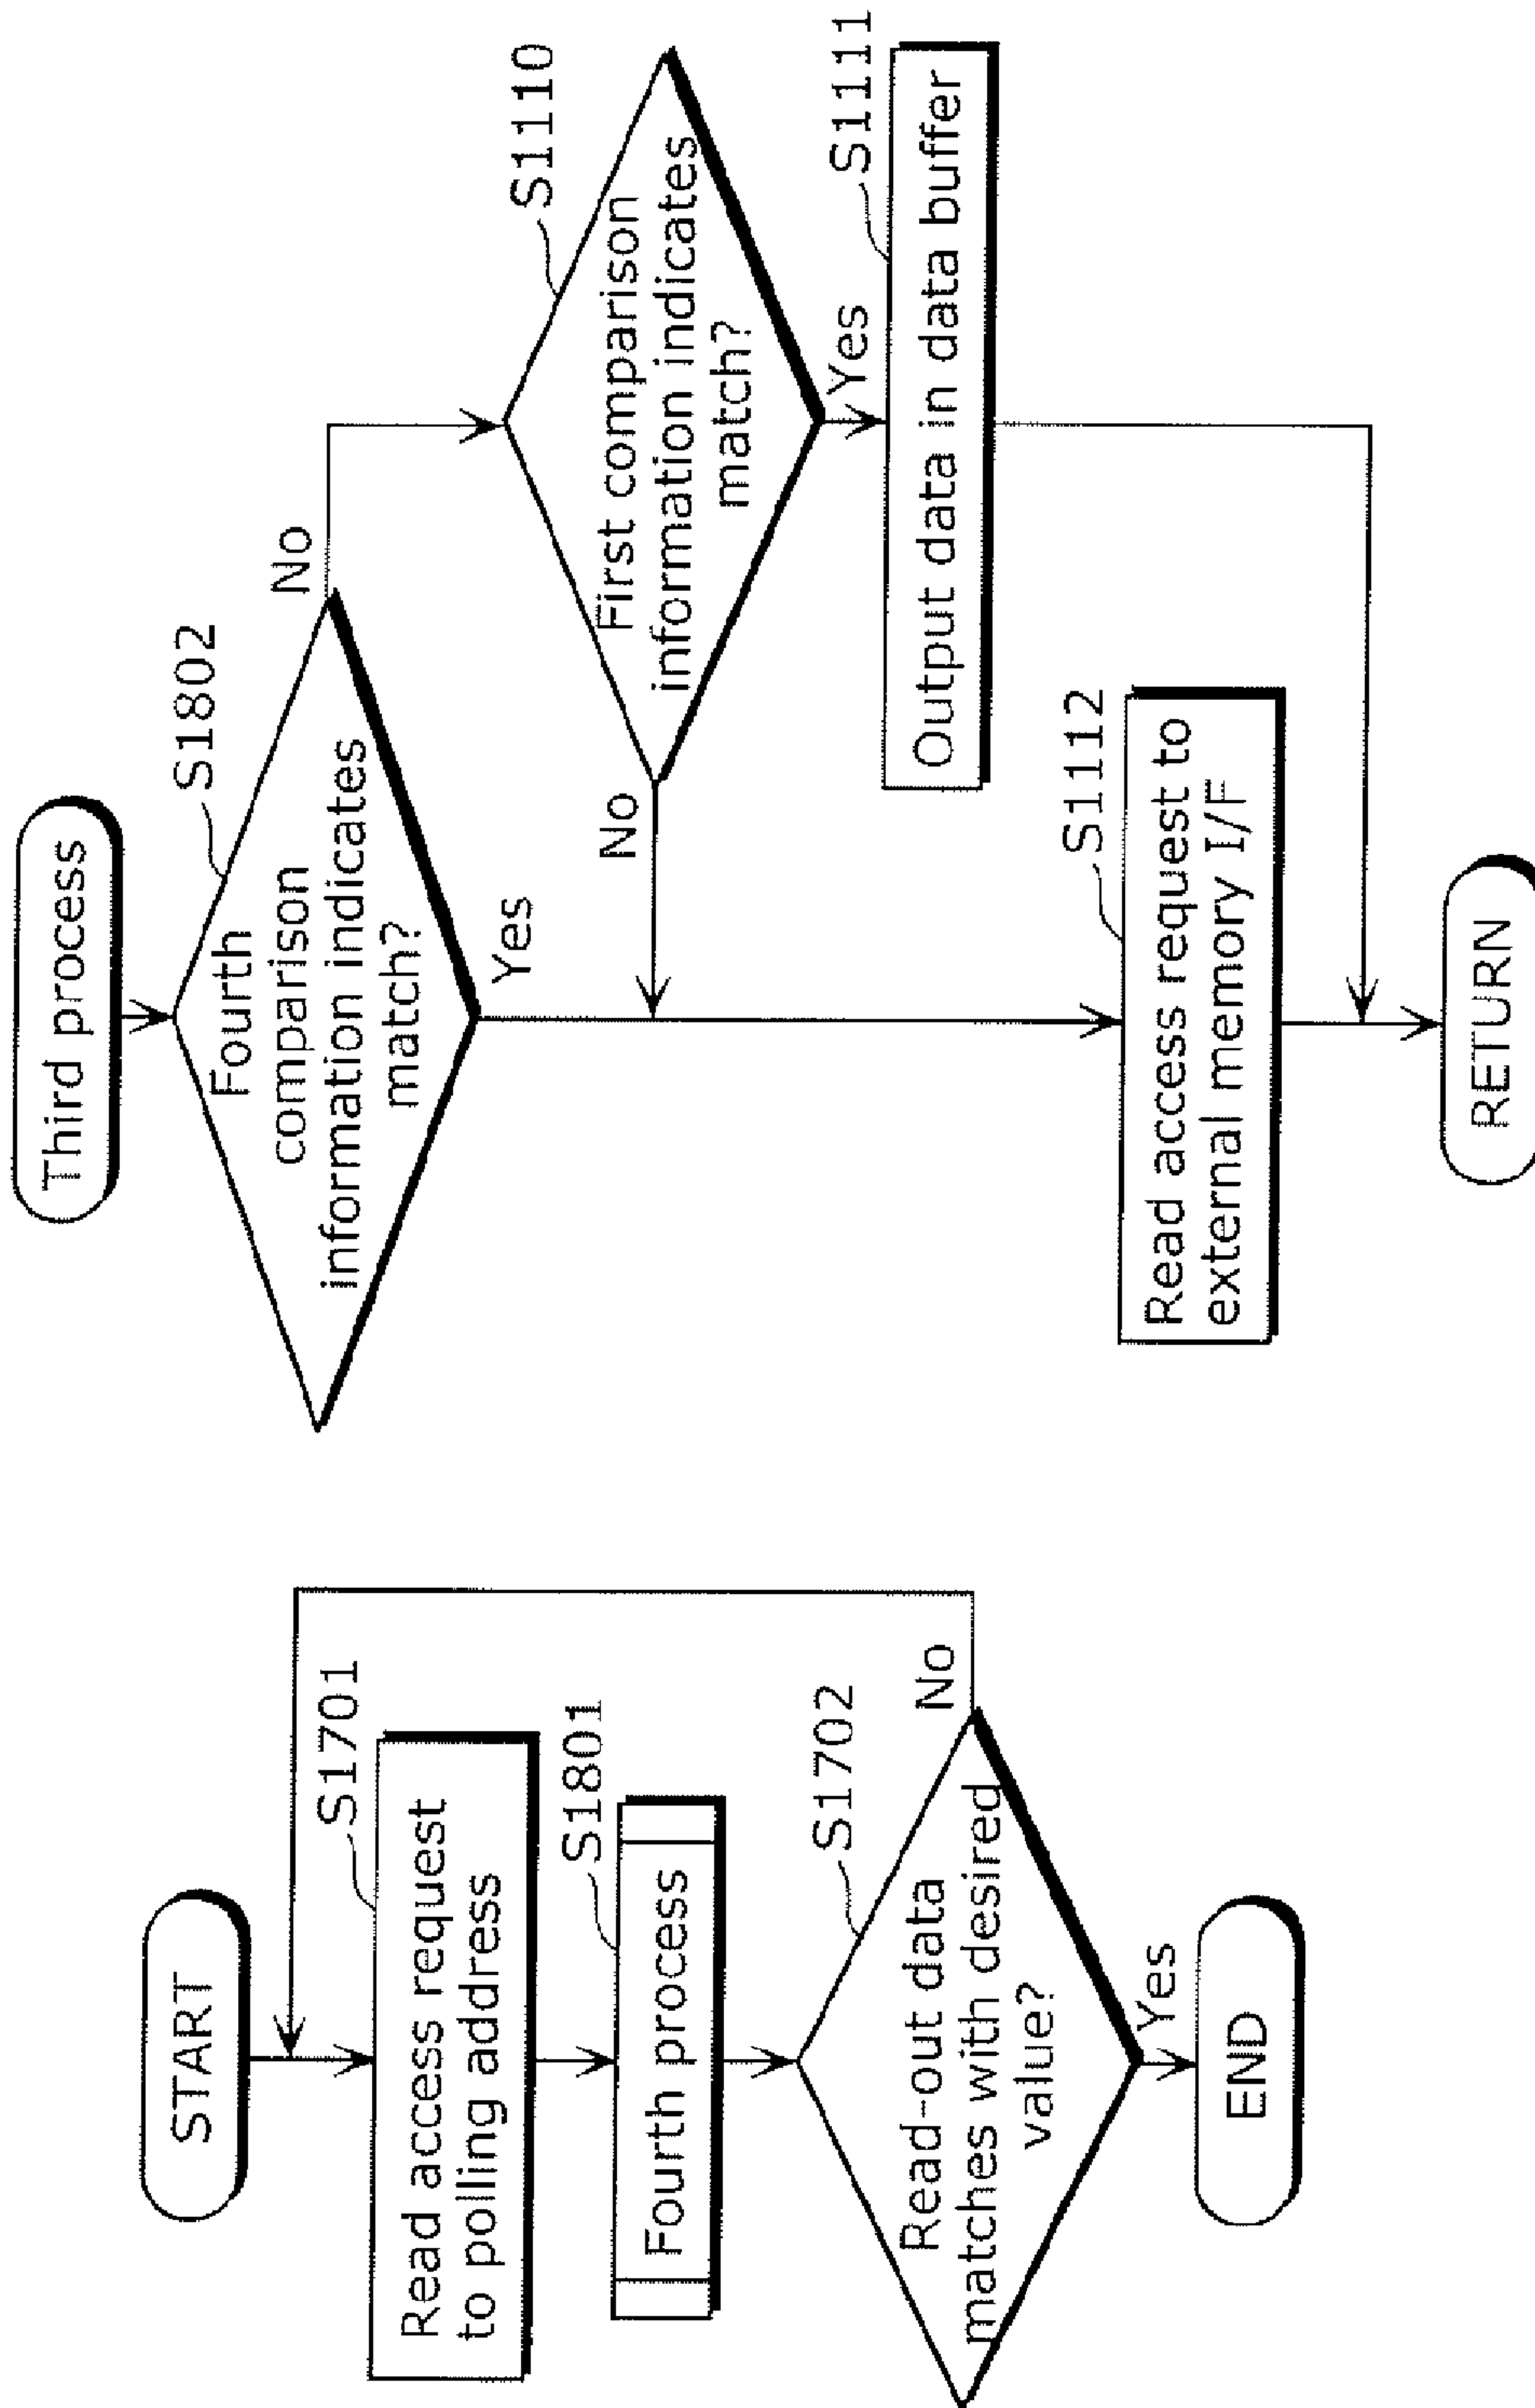 START
S1701
Read access request
to polling address
S1801
Fourth process
S1702
Read-out data
matches with desired
value?
No
Yes
END
Third process
S1802
Fourth
comparison
information indicates
match?
No
Yes
S1110
First comparison
information indicates
match?
No
Yes
S1111
Output data in data buffer
S1112
Read access request to
external memory I/F
RETURN